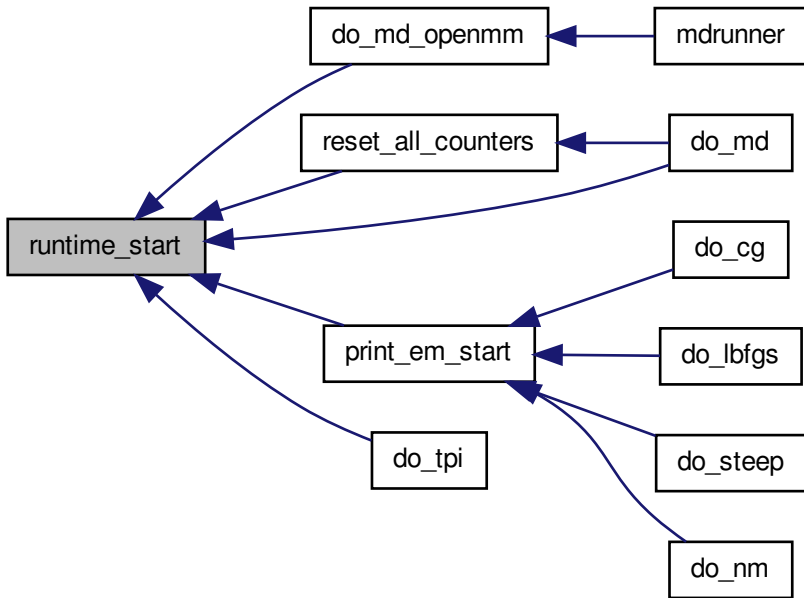 do_md_openmm
mdrunner
reset_all_counters
do_md
runtime_start
do_cg
print_em_start
do_lbfgs
do_tpi
do_steep
do_nm